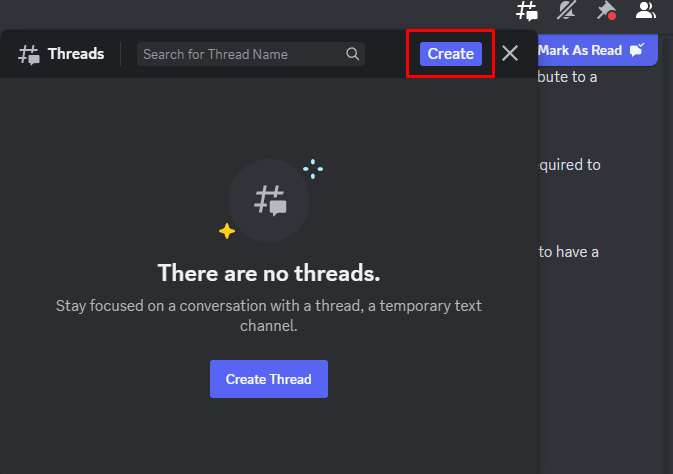 Threads
Search for Thread Name
Create
Mark As Read
bute to a
quired to
to have a
There are no threads.
Stay focused on a conversation with a thread, a temporary text
channel.
Create Thread